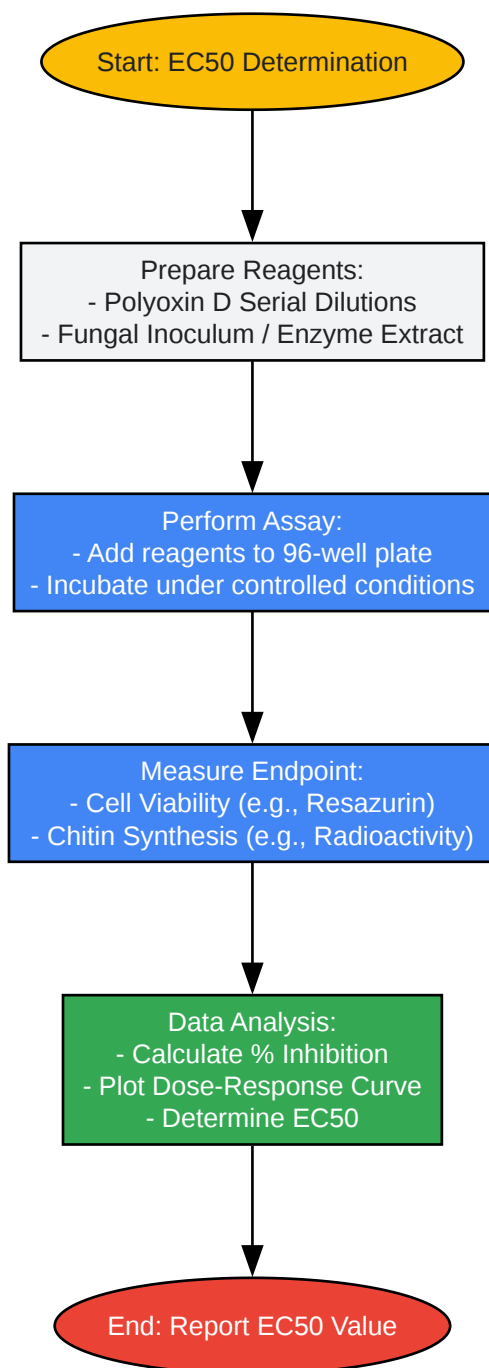 Start: EC50 Determination
Prepare Reagents:
- Polyoxin D Serial Dilutions
- Fungal Inoculum / Enzyme Extract
Perform Assay:
- Add reagents to 96-well plate
- Incubate under controlled conditions
Measure Endpoint:
- Cell Viability (e.g., Resazurin)
- Chitin Synthesis (e.g., Radioactivity)
Data Analysis:
- Calculate % Inhibition
- Plot Dose-Response Curve
- Determine EC50
End: Report EC50 Value